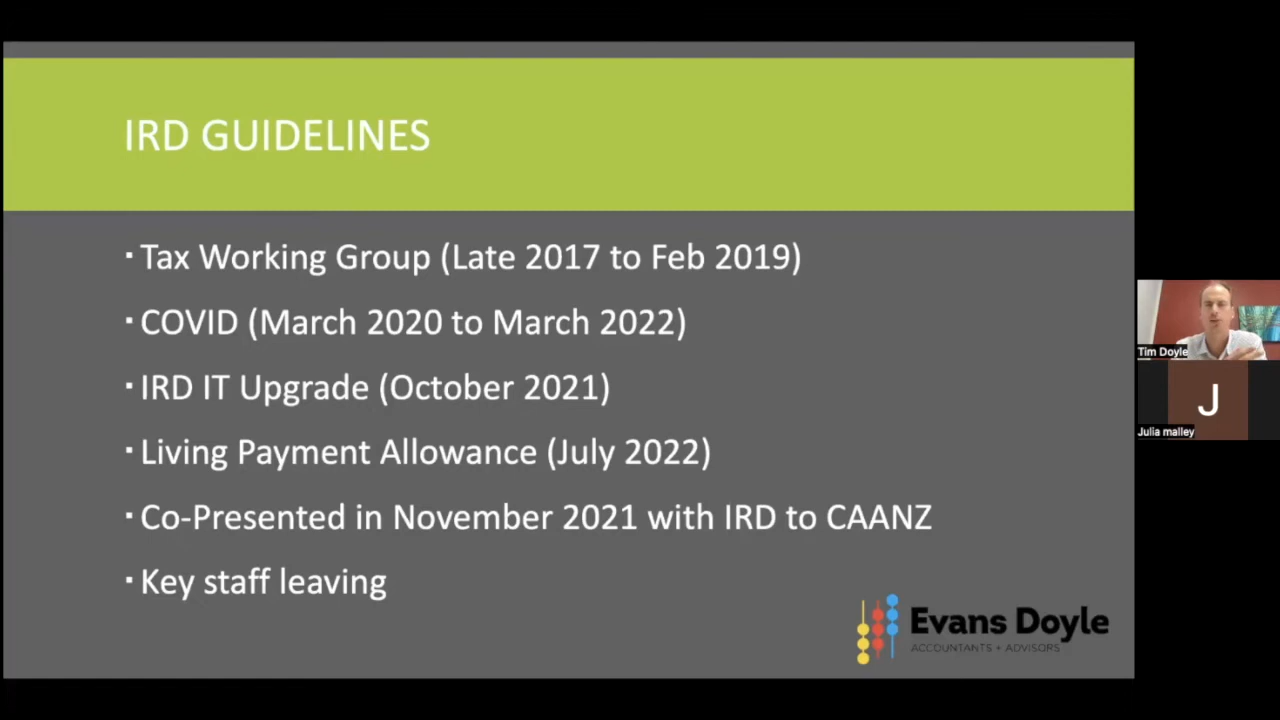 IRD GUIDELINES
▪ Tax Working Group (Late 2017 to Feb 2019)
▪ COVID (March 2020 to March 2022)
▪ IRD IT Upgrade (October 2021)
▪ Living Payment Allowance (July 2022)
▪ Co-Presented in November 2021 with IRD to CAANZ
▪ Key staff leaving
Evans Doyle
ACCOUNTANTS + ADVISORS
Tim Doyle
J
Julia malley